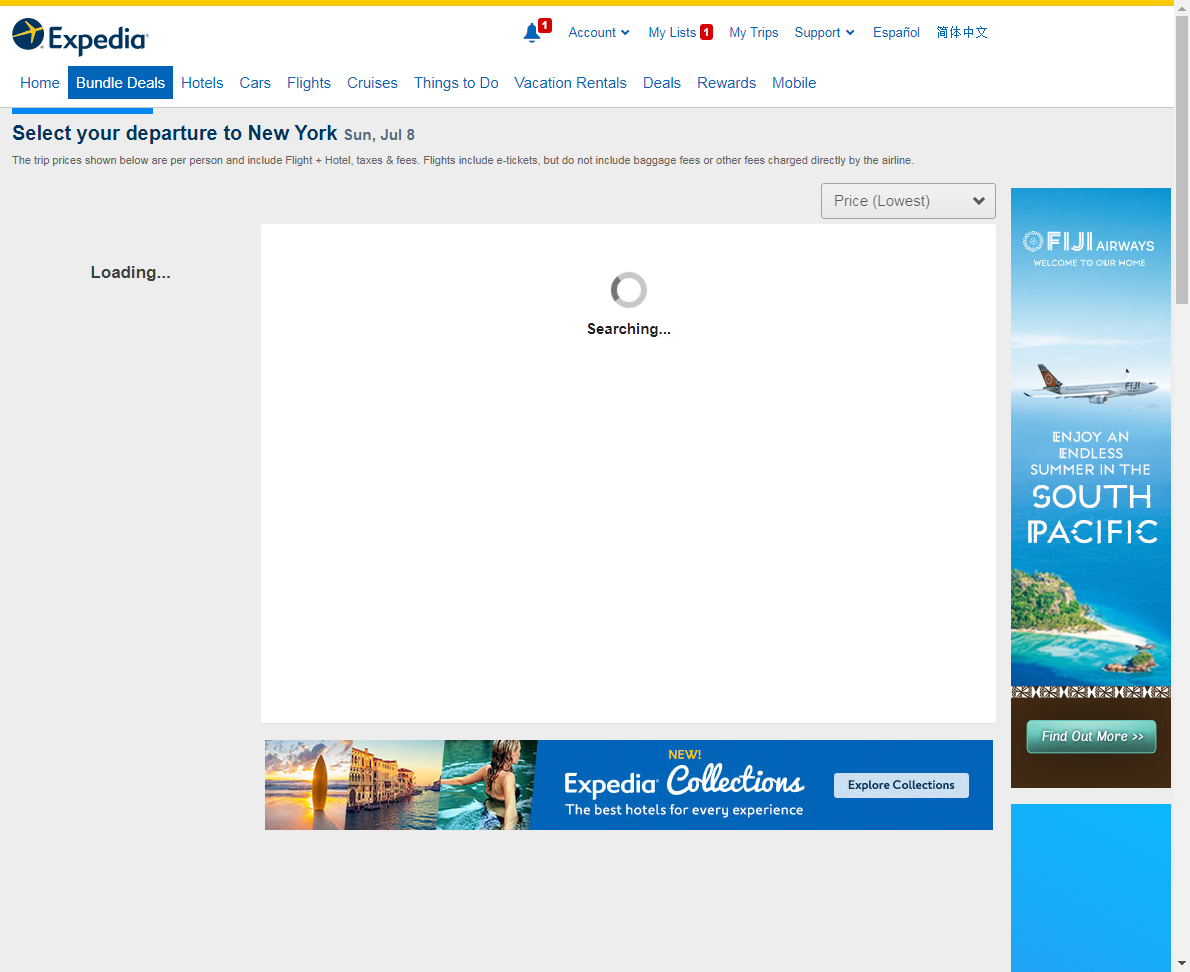 Expedia
1
Account
My Lists 1
My Trips
Support
Español
简体中文
Home
Bundle Deals
Hotels
Cars
Flights
Cruises
Things to Do
Vacation Rentals
Deals
Rewards
Mobile
Select your departure to New York Sun, Jul 8
The trip prices shown below are per person and include Flight + Hotel, taxes & fees. Flights include e-tickets, but do not include baggage fees or other fees charged directly by the airline.
Price (Lowest)
Loading...
Searching...
FIJI AIRWAYS
WELCOME TO OUR HOME
FIJI
ENJOY AN
ENDLESS
SUMMER IN THE
SOUTH
PACIFIC
Find Out More >>
NEW!
Expedia Collections
The best hotels for every experience
Explore Collections